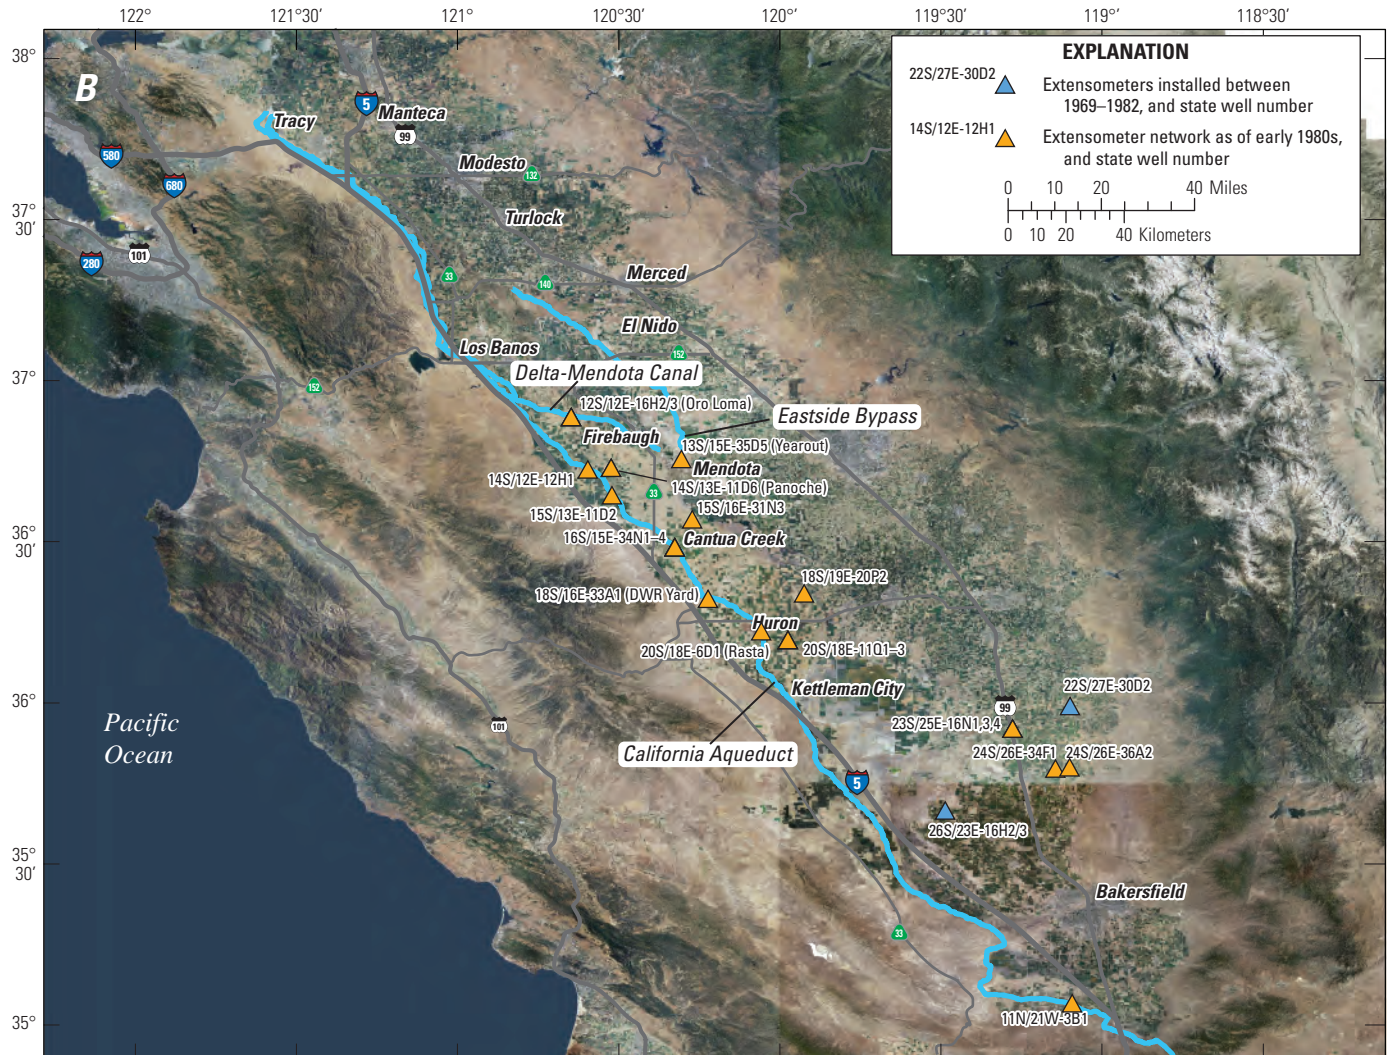 122°
121°30'
121°
120°30'
120°
119°30'
119°
118°30'
38°
37°
30'
37°
36°
30'
36°
35°
30'
35°
B
EXPLANATION
22S/27E-30D2
Extensometers installed between
1969–1982, and state well number
14S/12E-12H1
Extensometer network as of early 1980s,
and state well number
0 10 20 40 Miles
0 10 20 40 Kilometers
5
Manteca
Tracy
99
580
680
Modesto
132
Turlock
101
280
33
140
Merced
El Nido
Los Banos
152
152
Delta-Mendota Canal
12S/12E-16H2/3 (Oro Loma)
Eastside Bypass
Firebaugh
13S/15E-35D5 (Yearout)
Mendota
14S/12E-12H1
14S/13E-11D6 (Panoche)
33
15S/13E-11D2
15S/16E-31N3
16S/15E-34N1–4
Cantua Creek
18S/19E-20P2
18S/16E-33A1 (DWR Yard)
Huron
20S/18E-6D1 (Rasta)
20S/18E-11Q1–3
Kettleman City
22S/27E-30D2
99
23S/25E-16N1,3,4
Pacific
Ocean
101
California Aqueduct
24S/26E-34F1
24S/26E-36A2
5
26S/23E-16H2/3
Bakersfield
33
11N/21W-3B1